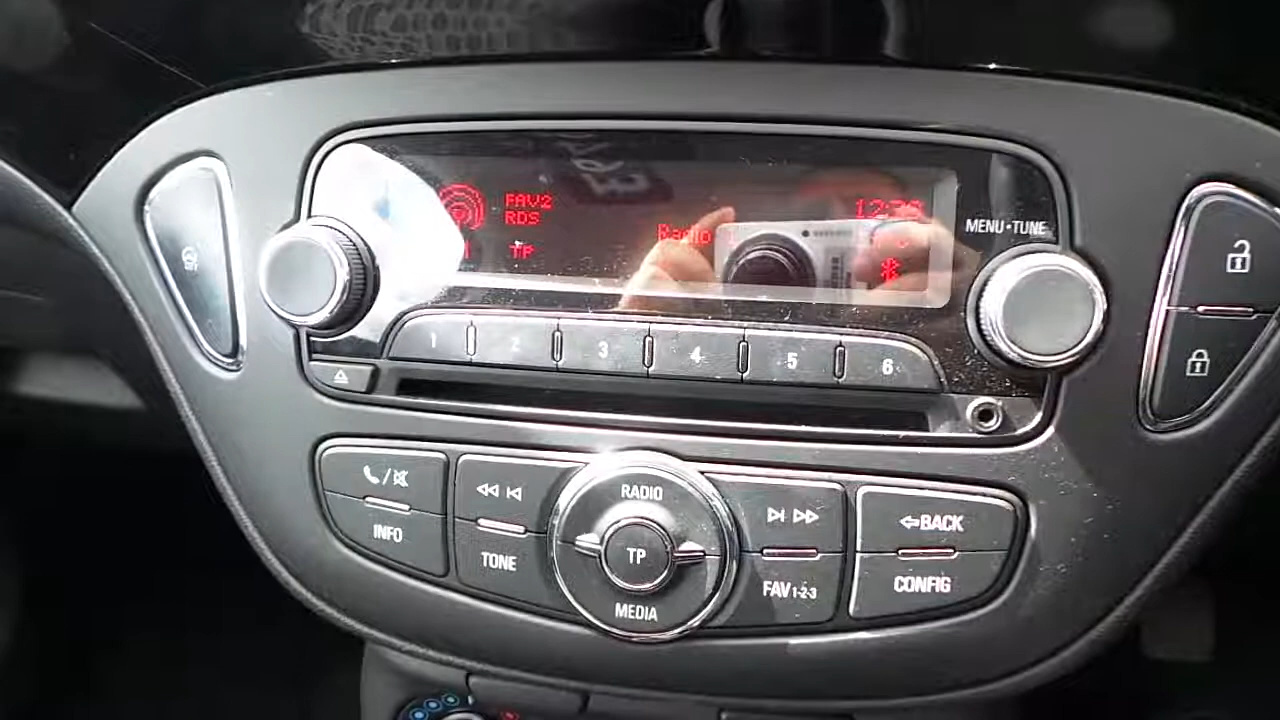 FAV2
RDS
TP
Radio
MENU•TUNE
1
2
3
4
5
6
INFO
TONE
RADIO
TP
MEDIA
FAV1-2-3
BACK
CONFIG